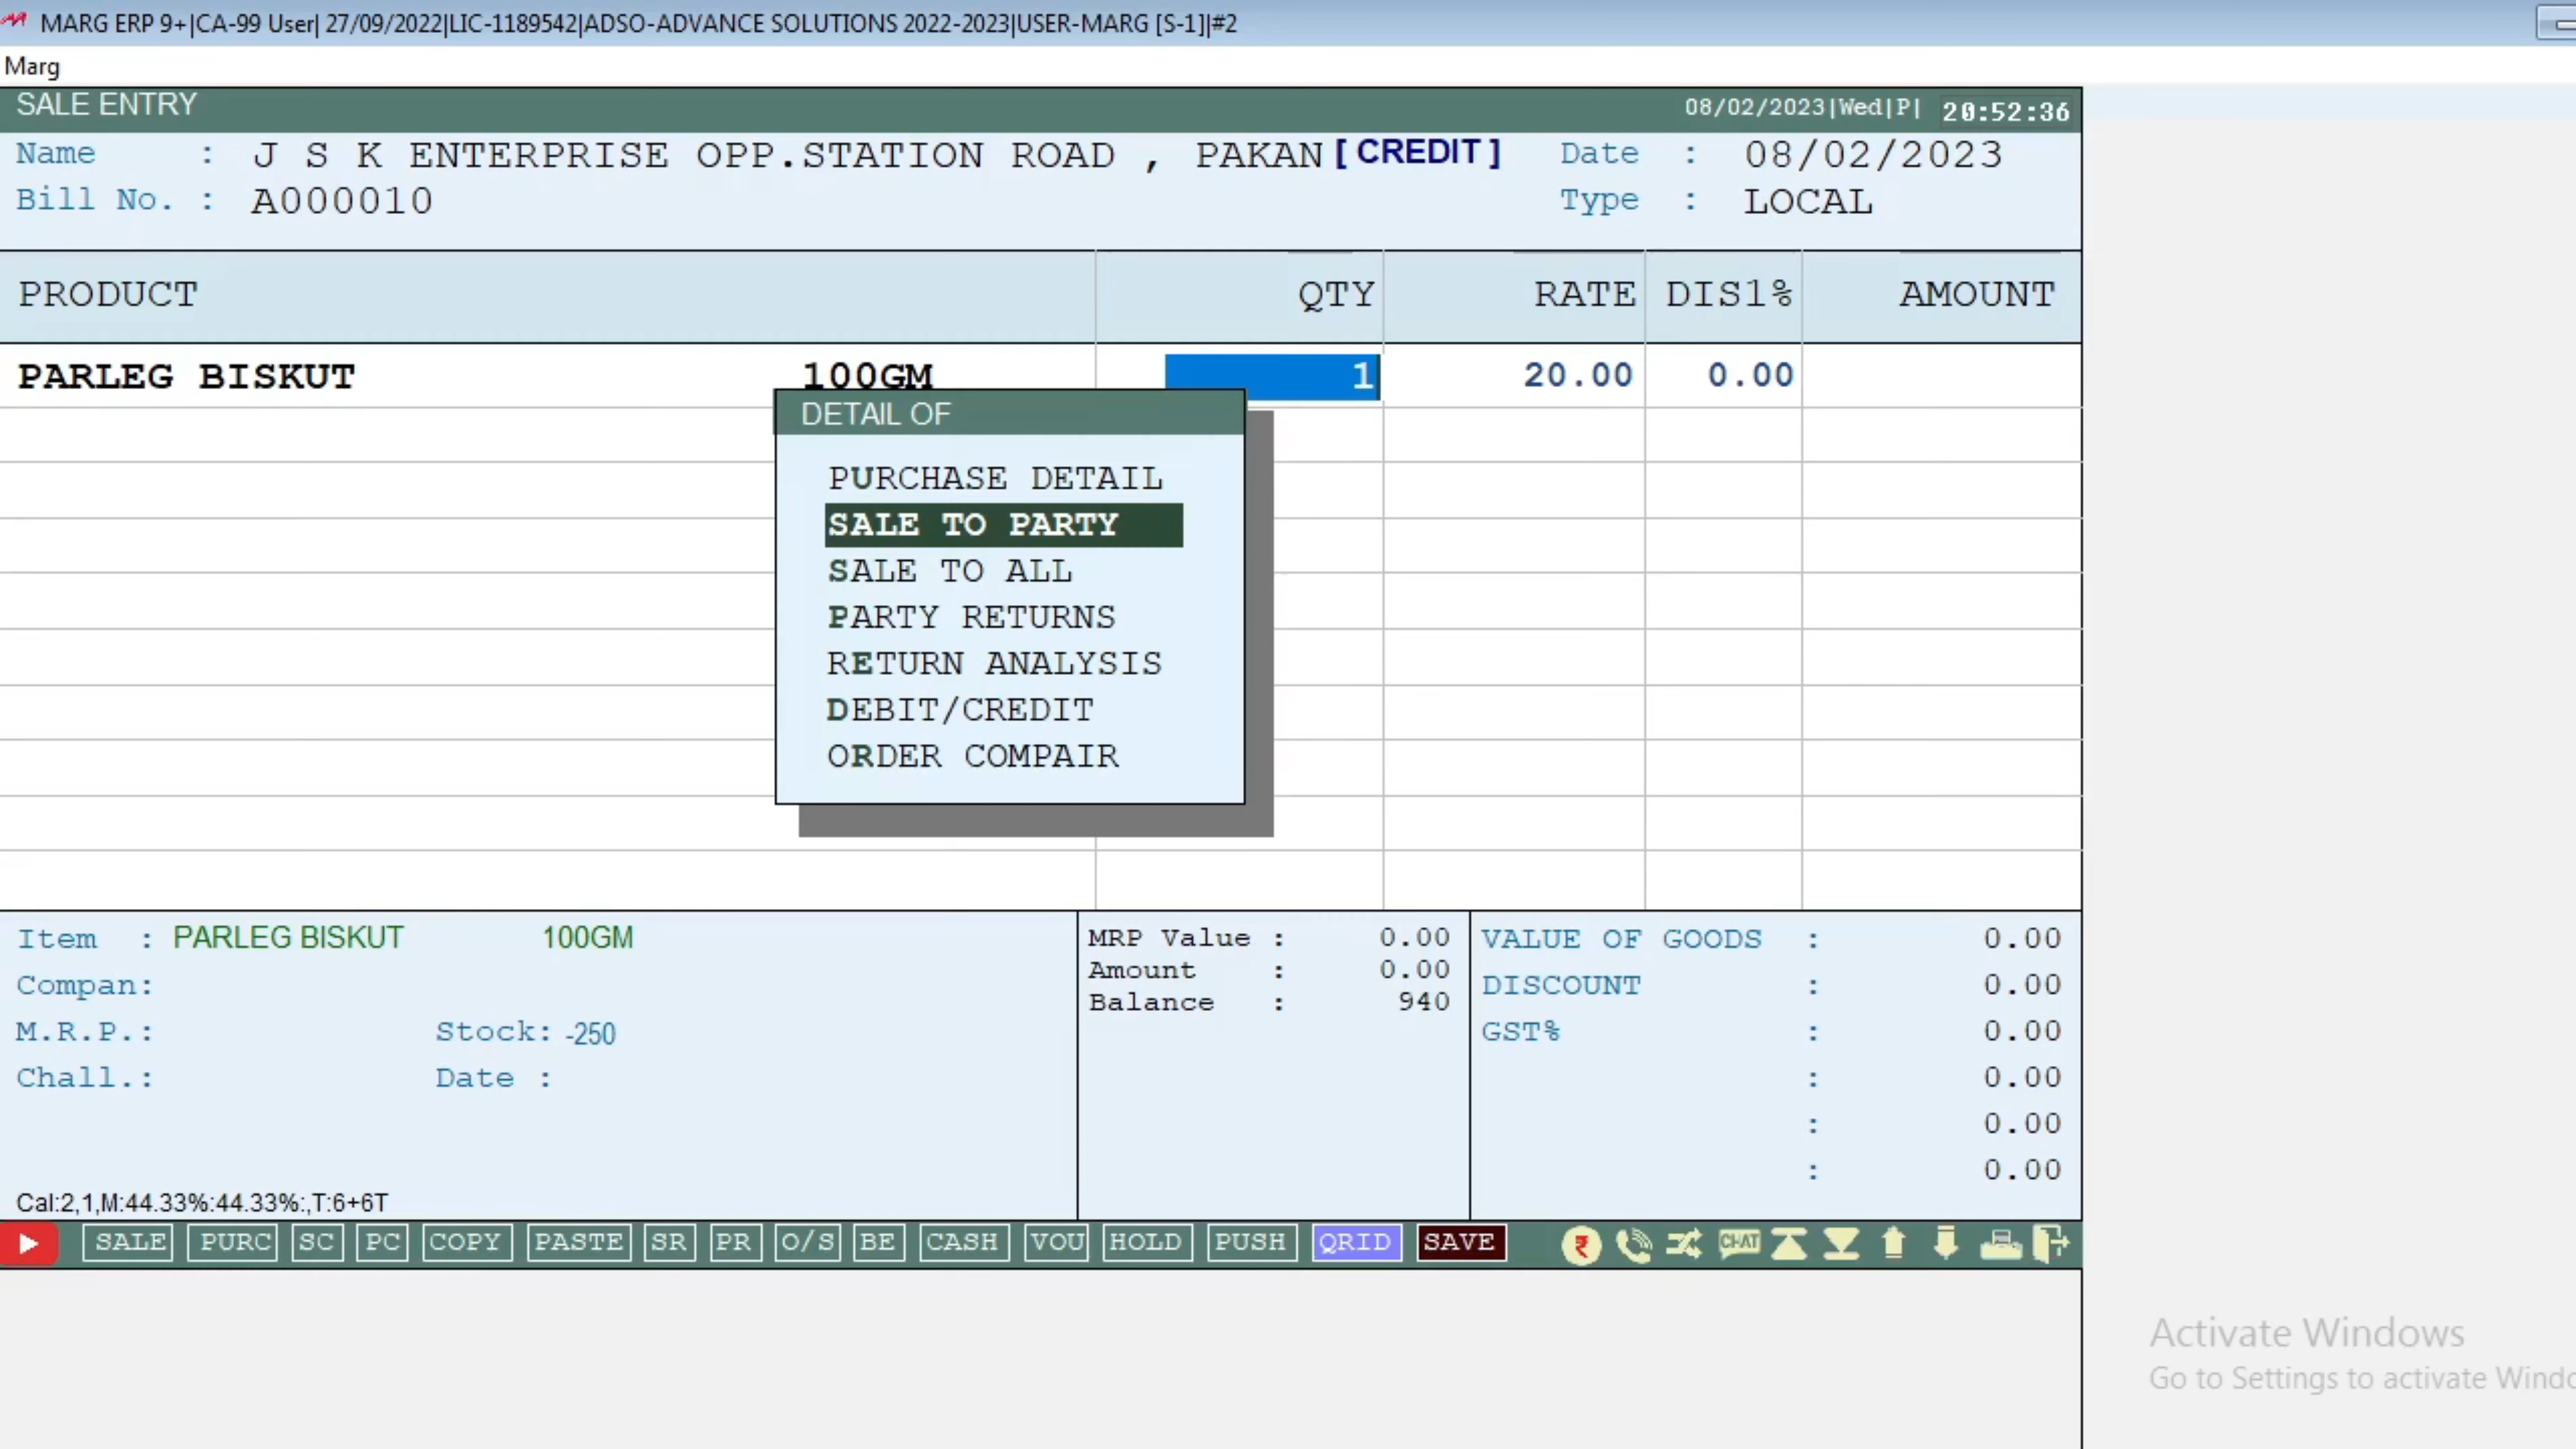 MARG ERP 9+|CA-99 User| 27/09/2022|LIC-1189542|ADSO-ADVANCE SOLUTIONS 2022-2023|USER-MARG [S-1]|#2
Marg
SALE ENTRY 08/02/2023|Wed|P| 20:52:36
Name : J S K ENTERPRISE OPP.STATION ROAD , PAKAN [ CREDIT ] Date : 08/02/2023
Bill No. : A000010 Type : LOCAL
PRODUCT QTY RATE DIS1% AMOUNT
PARLEG BISKUT 100GM 1 20.00 0.00
DETAIL OF
PURCHASE DETAIL
SALE TO PARTY
SALE TO ALL
PARTY RETURNS
RETURN ANALYSIS
DEBIT/CREDIT
ORDER COMPAIR
Item : PARLEG BISKUT 100GM
Compan:
M.R.P.: Stock: -250
Chall.: Date :
Cal:2,1,M:44.33%:44.33%:,T:6+6T
MRP Value : 0.00
Amount : 0.00
Balance : 940
VALUE OF GOODS : 0.00
DISCOUNT : 0.00
GST% : 0.00
: 0.00
: 0.00
: 0.00
SALE PURC SC PC COPY PASTE SR PR O/S BE CASH VOU HOLD PUSH QRID SAVE ₹ CHAT
Activate Windows
Go to Settings to activate Windo